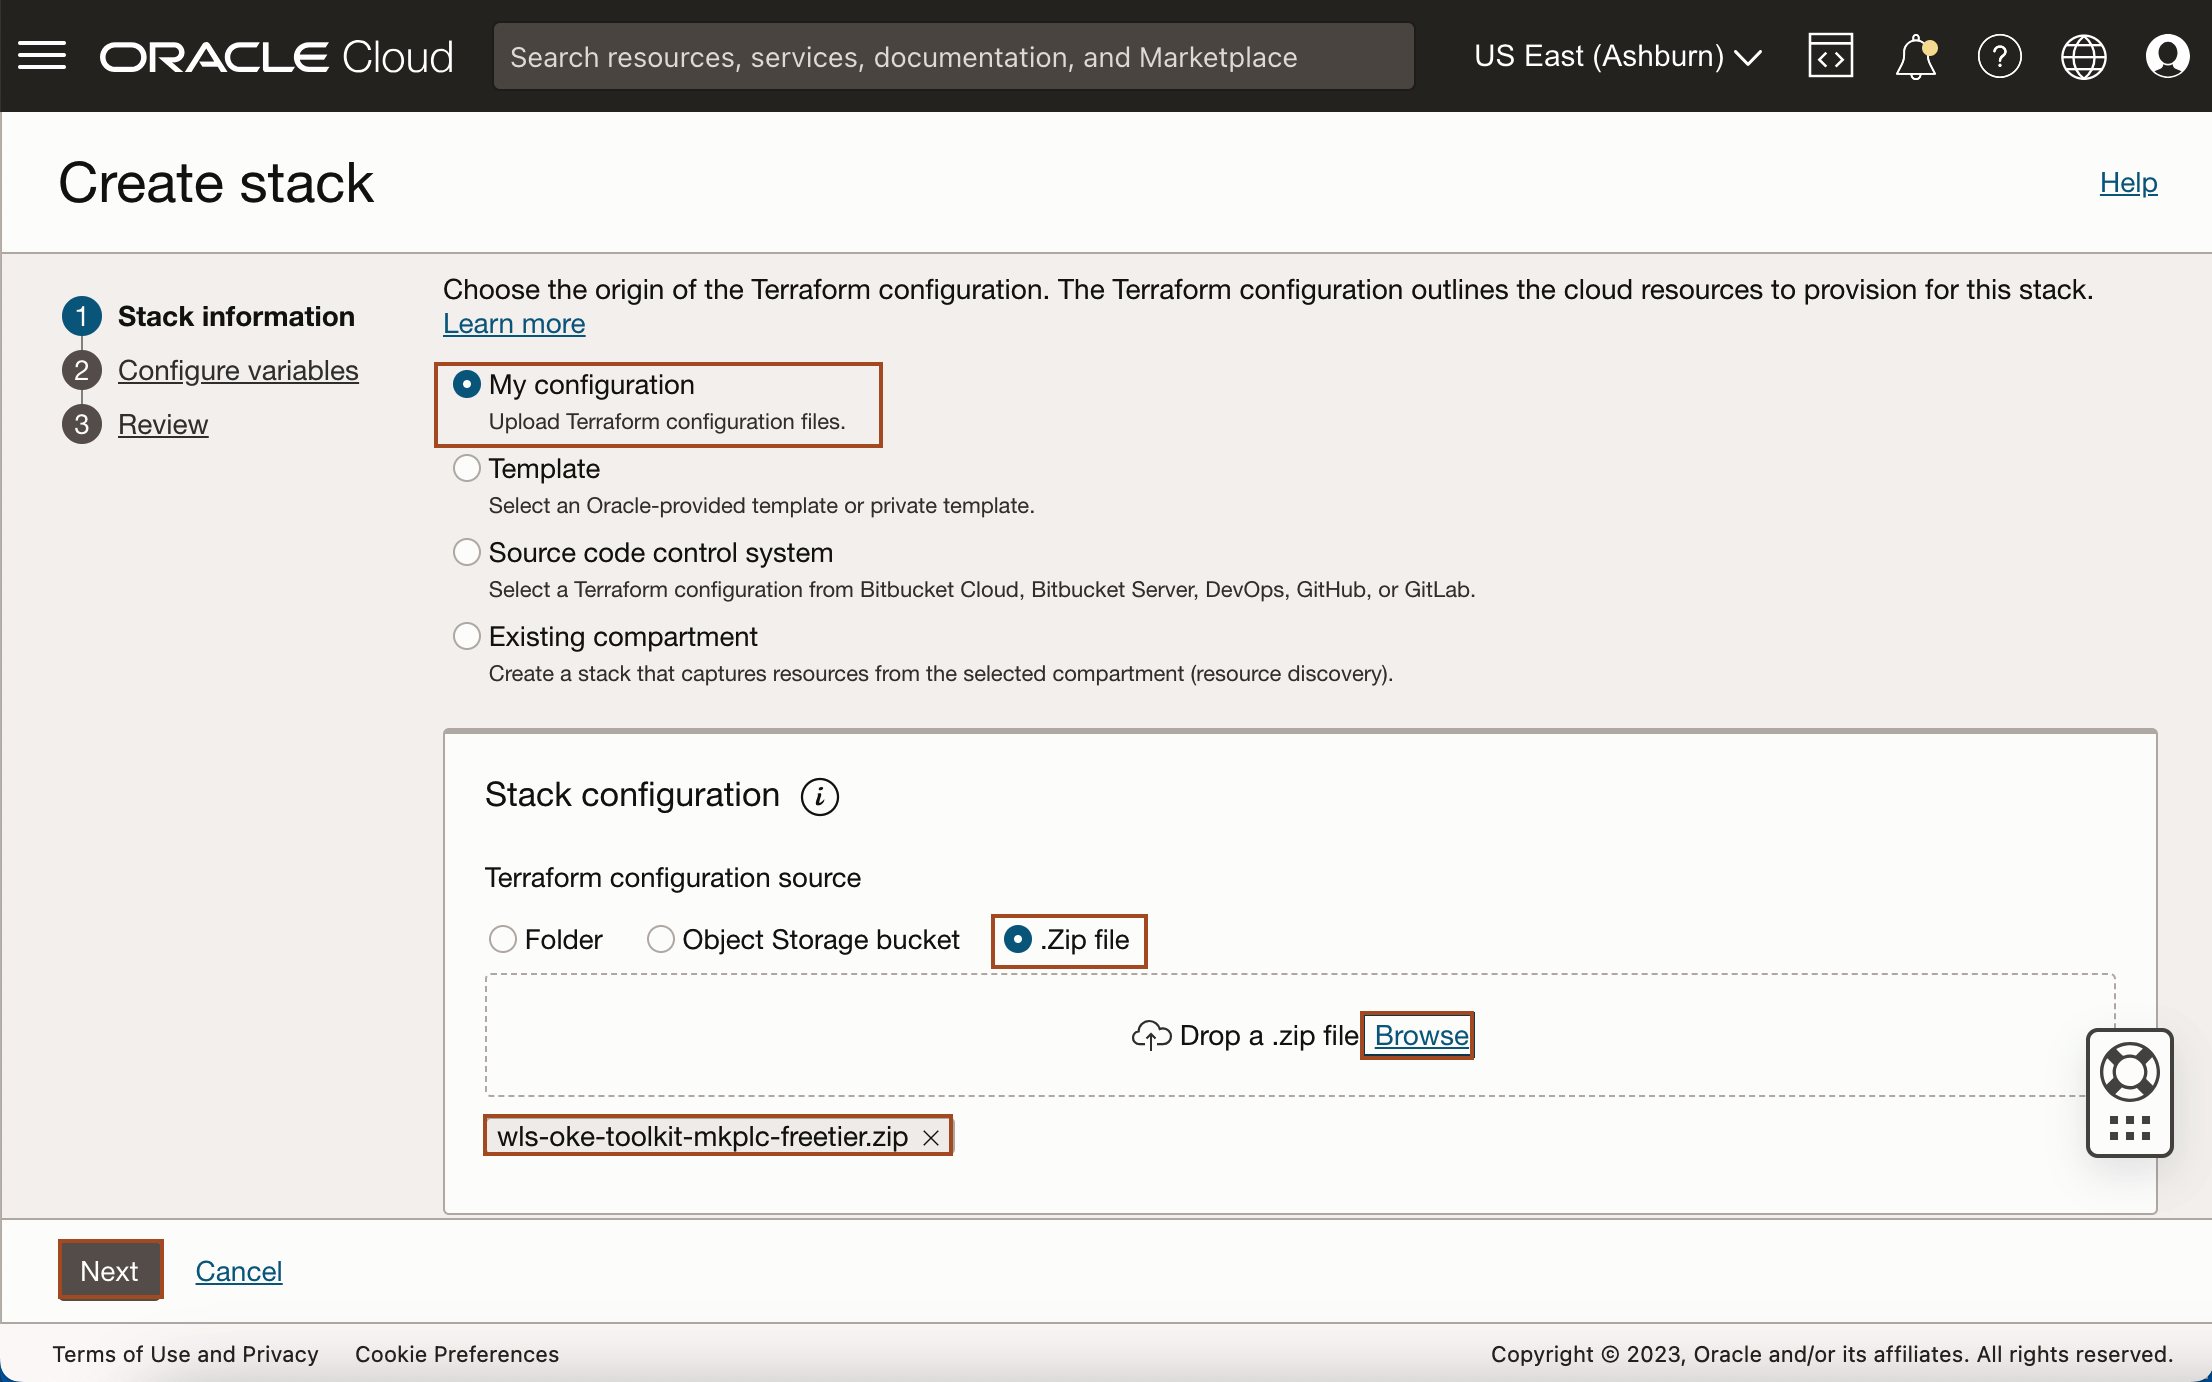 ORACLE Cloud
Search resources, services, documentation, and Marketplace
US East (Ashburn)
Create stack
Help
1 Stack information
2 Configure variables
3 Review
Choose the origin of the Terraform configuration. The Terraform configuration outlines the cloud resources to provision for this stack.
Learn more
My configuration
Upload Terraform configuration files.
Template
Select an Oracle-provided template or private template.
Source code control system
Select a Terraform configuration from Bitbucket Cloud, Bitbucket Server, DevOps, GitHub, or GitLab.
Existing compartment
Create a stack that captures resources from the selected compartment (resource discovery).
Stack configuration
Terraform configuration source
Folder Object Storage bucket .Zip file
Drop a .zip file Browse
wls-oke-toolkit-mkplc-freetier.zip
Next Cancel
Terms of Use and Privacy Cookie Preferences
Copyright © 2023, Oracle and/or its affiliates. All rights reserved.